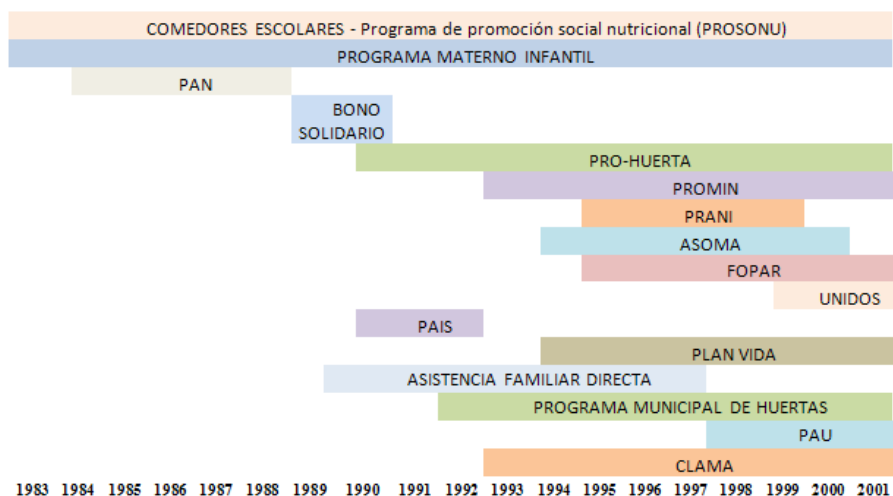 COMEDORES ESCOLARES - Programa de promoción social nutricional (PROSONU)
PROGRAMA MATERNO INFANTIL
PAN
BONO
SOLIDARIO
PRO-HUERTA
PROMIN
PRANI
ASOMA
FOPAR
UNIDOS
PAIS
PLAN VIDA
ASISTENCIA FAMILIAR DIRECTA
PROGRAMA MUNICIPAL DE HUERTAS
PAU
CLAMA
1983 1984 1985 1986 1987 1988 1989 1990 1991 1992 1993 1994 1995 1996 1997 1998 1999 2000 2001